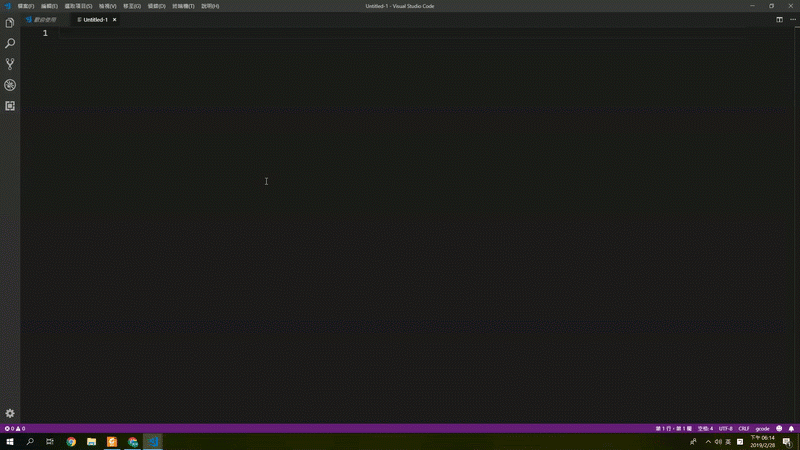 檔案(F) 編輯(E) 選取項目(S) 檢視(V) 移至(G) 偵錯(D) 終端機(T) 說明(H) Untitled-1 - Visual Studio Code
歡迎使用 Untitled-1
1
0 0 第 1 行，第 1 欄 空格: 4 UTF-8 CRLF gcode
英 下午 06:14
2019/2/28